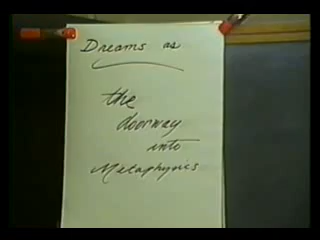 Dreams as
the
doorway
into
Metaphysics